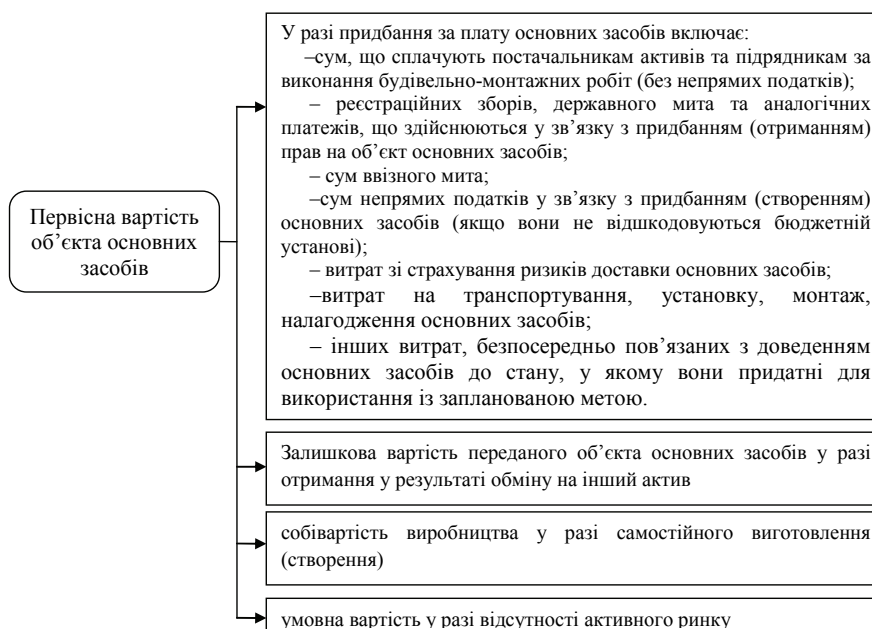 Первісна вартість
об’єкта основних
засобів
У разі придбання за плату основних засобів включає:
–сум, що сплачують постачальникам активів та підрядникам за
виконання будівельно-монтажних робіт (без непрямих податків);
– реєстраційних зборів, державного мита та аналогічних
платежів, що здійснюються у зв’язку з придбанням (отриманням)
прав на об’єкт основних засобів;
– сум ввізного мита;
–сум непрямих податків у зв’язку з придбанням (створенням)
основних засобів (якщо вони не відшкодовуються бюджетній
установі);
– витрат зі страхування ризиків доставки основних засобів;
–витрат на транспортування, установку, монтаж,
налагодження основних засобів;
– інших витрат, безпосередньо пов’язаних з доведенням
основних засобів до стану, у якому вони придатні для
використання із запланованою метою.
Залишкова вартість переданого об’єкта основних засобів у разі
отримання у результаті обміну на інший актив
собівартість виробництва у разі самостійного виготовлення
(створення)
умовна вартість у разі відсутності активного ринку